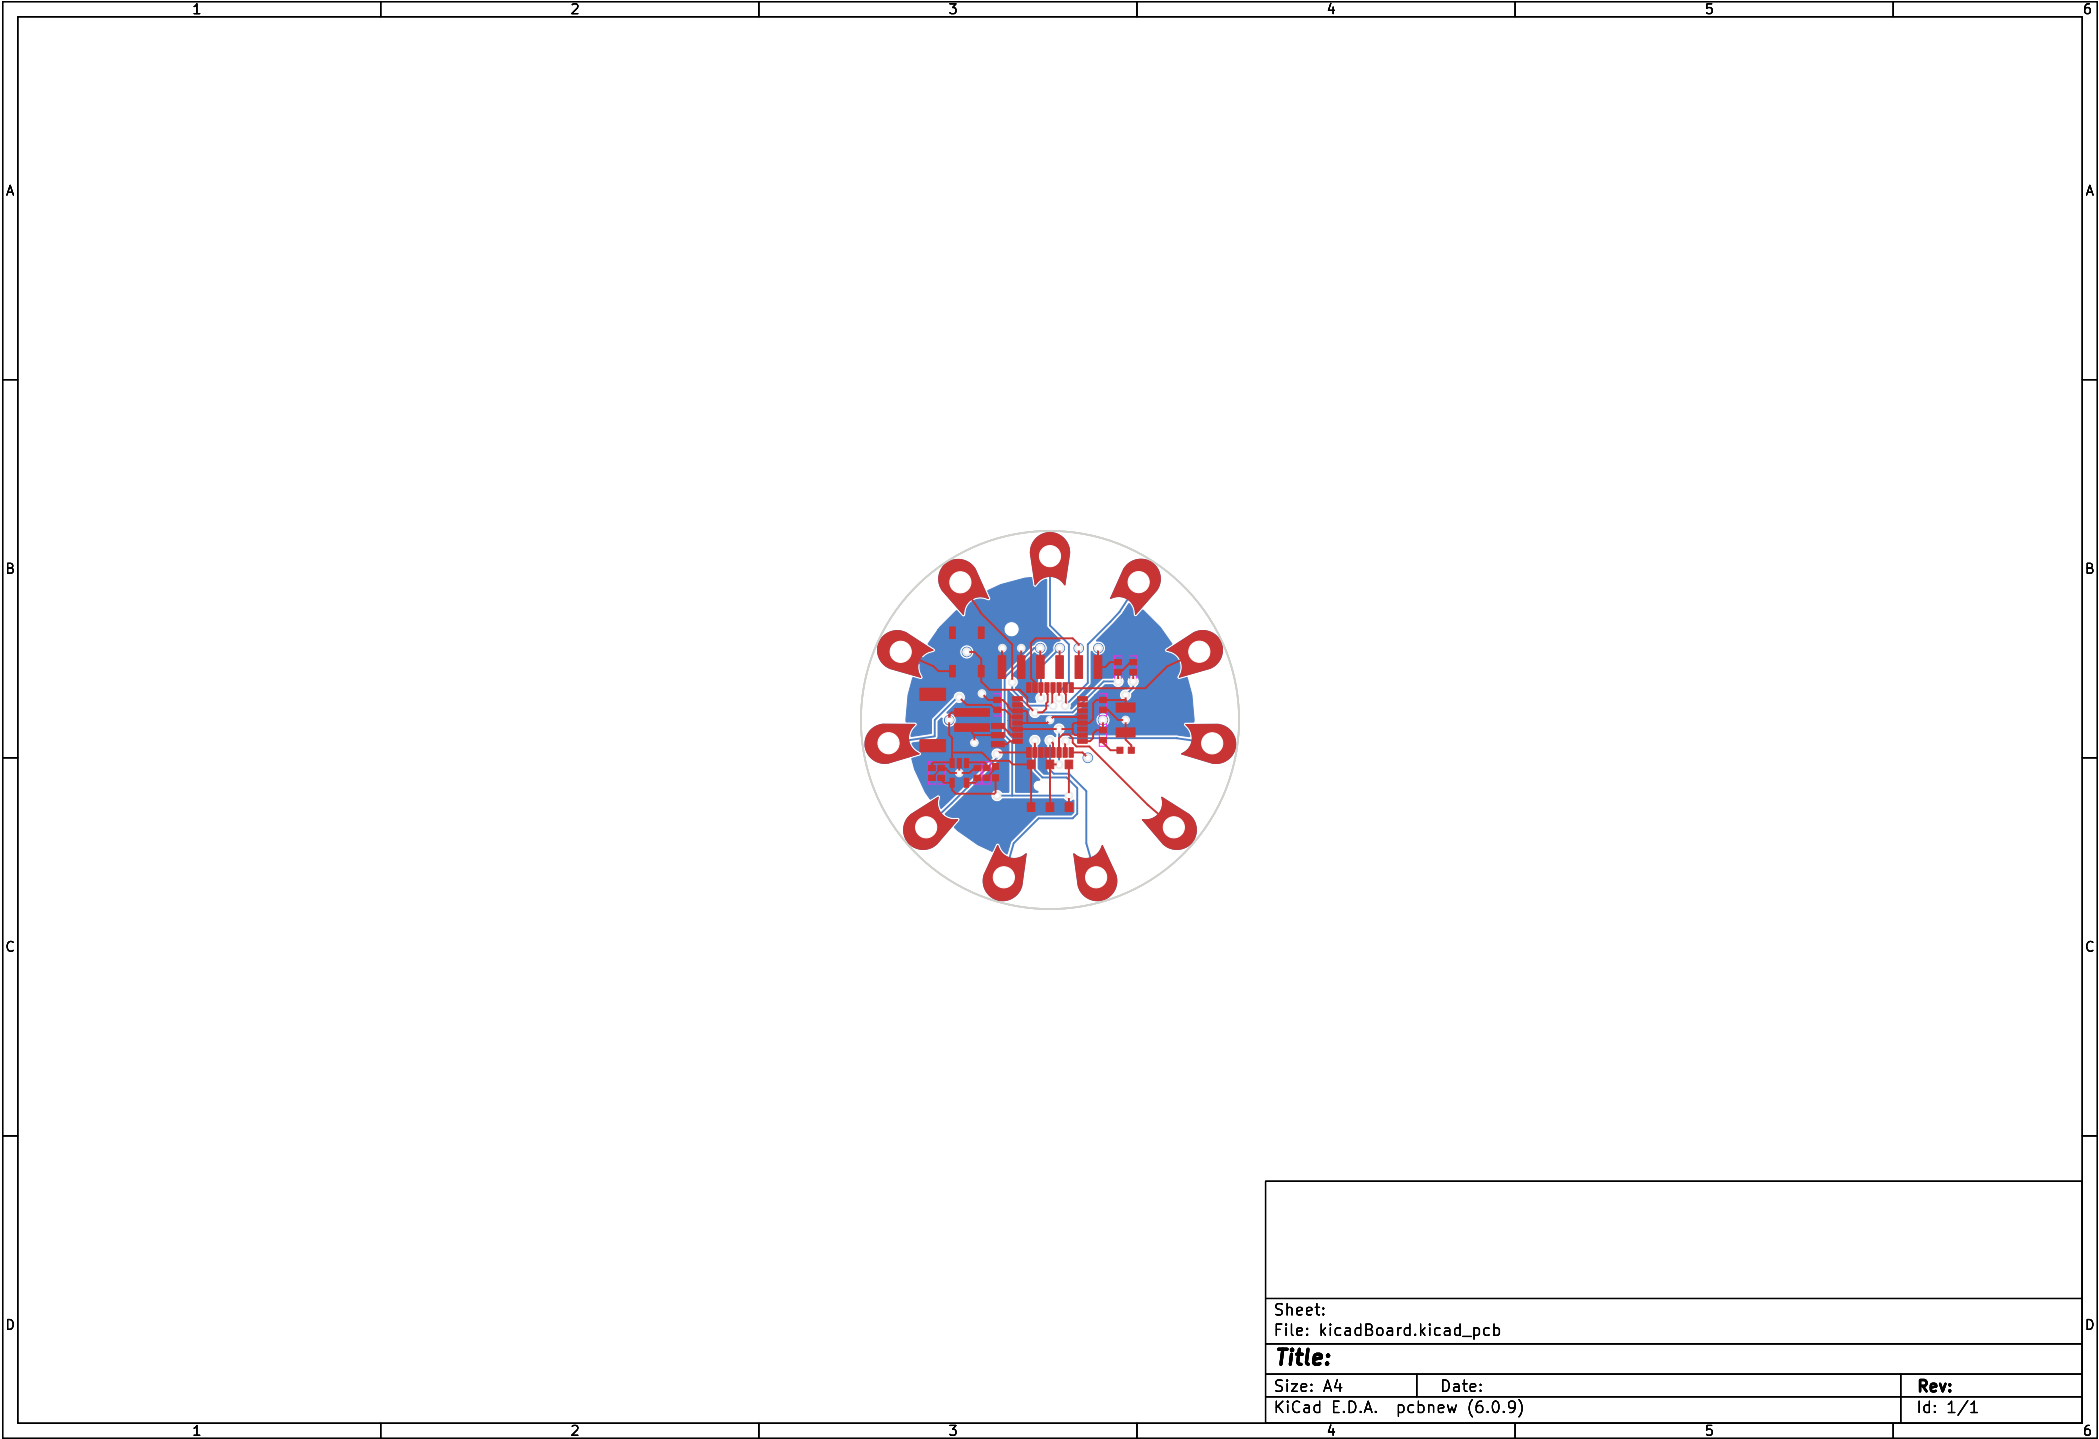 1 2 3 4 5 6
A A
B B
C C
D D
Sheet:
File: kicadBoard.kicad_pcb
Title:
Size: A4 Date: Rev:
KiCad E.D.A. pcbnew (6.0.9) Id: 1/1
1 2 3 4 5 6